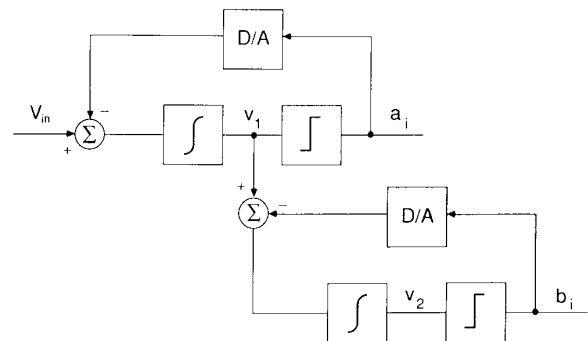 D/A
V_in
−
+
Σ
∫
v_1
a_i
+
−
Σ
D/A
∫
v_2
b_i